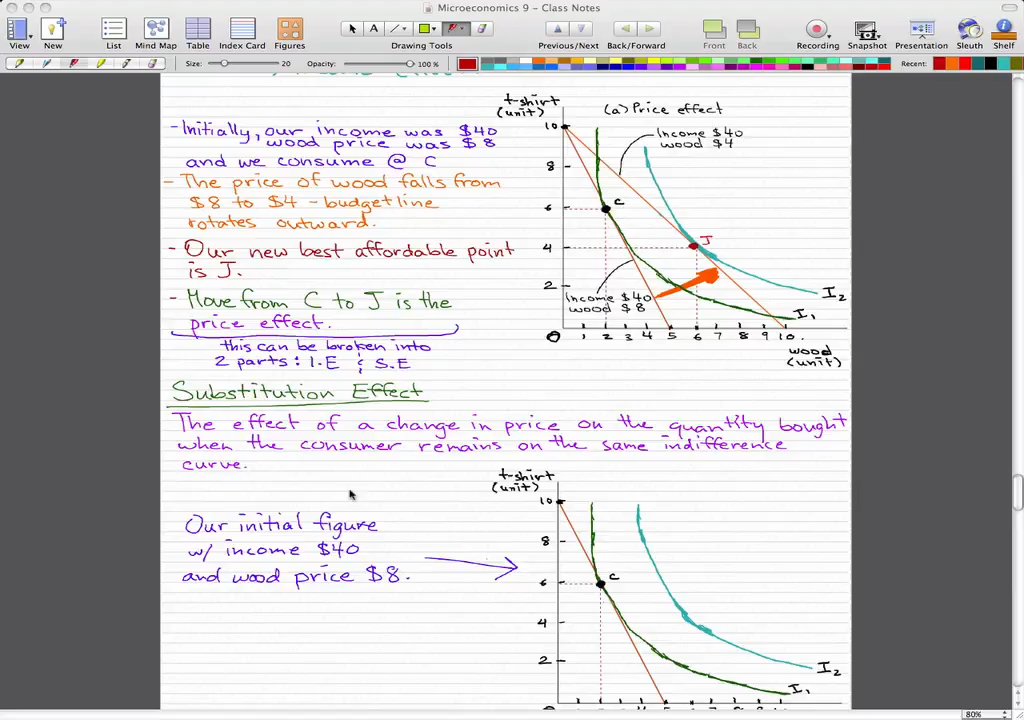 Microeconomics 9 - Class Notes
View
New
List
Mind Map
Table
Index Card
Figures
Drawing Tools
Previous/Next
Back/Forward
Front
Back
Recording
Snapshot
Presentation
Sleuth
Shelf
Size:
20
Opacity:
100 %
Recent:
- Initially, our income was $40
wood price was $8
and we consume @ C
- The price of wood falls from
$8 to $4 - budget line
rotates outward.
- Our new best affordable point
is J.
- Move from C to J is the
price effect.
this can be broken into
2 parts: I.E & S.E
t-shirt
(unit)
(a) Price effect
10
8
6
4
2
0
1 2 3 4 5 6 7 8 9 10
Income $40
wood $4
C
J
Income $40
wood $8
I2
I1
wood
(unit)
Substitution Effect
The effect of a change in price on the quantity bought
when the consumer remains on the same indifference
curve.
Our initial figure
w/ income $40
and wood price $8.
t-shirt
(unit)
10
8
6
4
2
C
I2
I1
80%